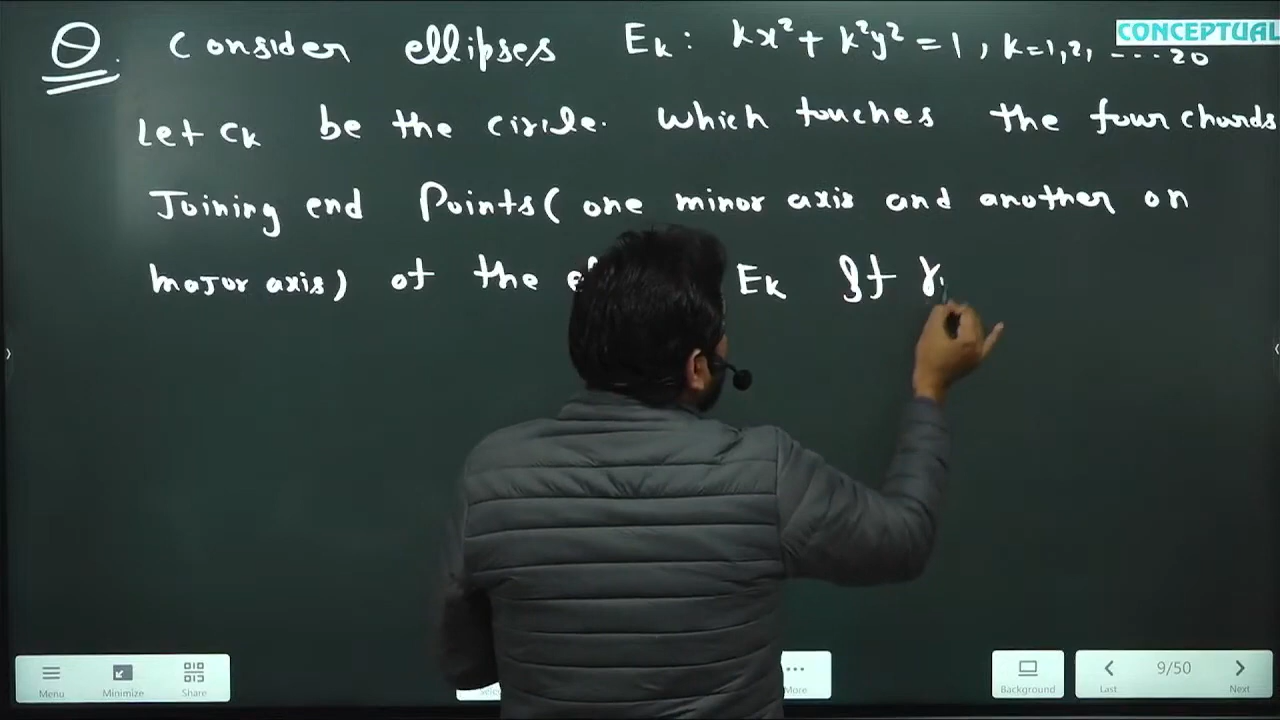 CONCEPTUAL
Q. Consider ellipses Ek: kx²+ k²y² = 1, k=1,2, ....20
Let Ck be the circle. which touches the four chords
Joining end Points( one minor axis and another on
major axis) of the Ek If
Menu Minimize Share More Background Last 9/50 Next